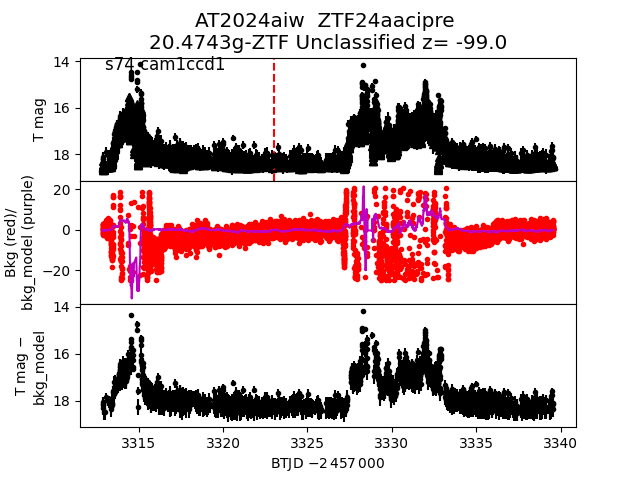 AT2024aiw  ZTF24aacipre
20.4743g-ZTF Unclassified z= -99.0
s74 cam1ccd1
T mag
14
16
18
Bkg (red)/
bkg_model (purple)
20
0
−20
T mag −
bkg_model
14
16
18
3315 3320 3325 3330 3335 3340
BTJD −2 457 000